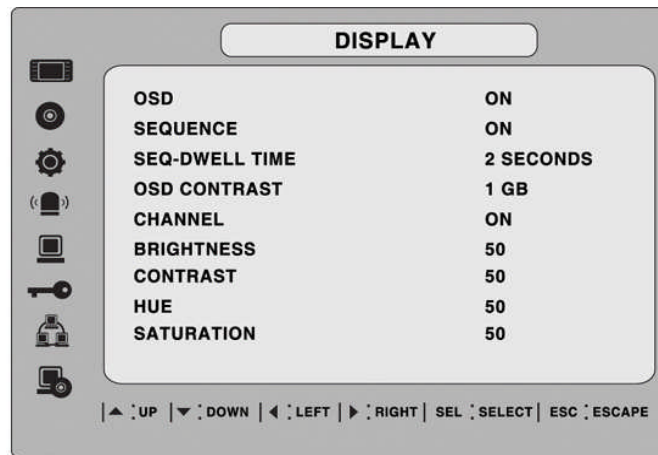 DISPLAY
OSD ON
SEQUENCE ON
SEQ-DWELL TIME 2 SECONDS
OSD CONTRAST 1 GB
CHANNEL ON
BRIGHTNESS 50
CONTRAST 50
HUE 50
SATURATION 50
▲ : UP | ▼ : DOWN | ◀ : LEFT | ▶ : RIGHT | SEL : SELECT | ESC : ESCAPE